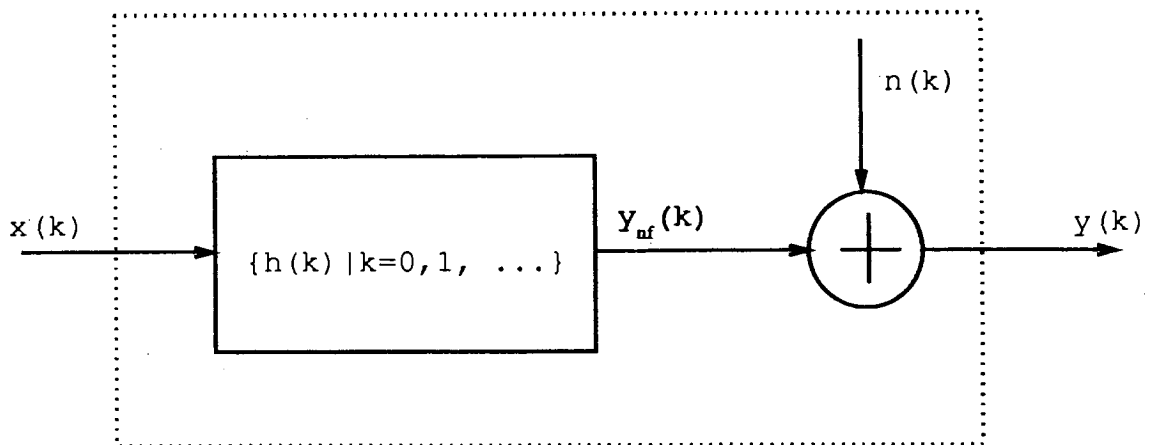 n(k)
x(k)
y_nf(k)
y(k)
{h(k)|k=0,1, ...}